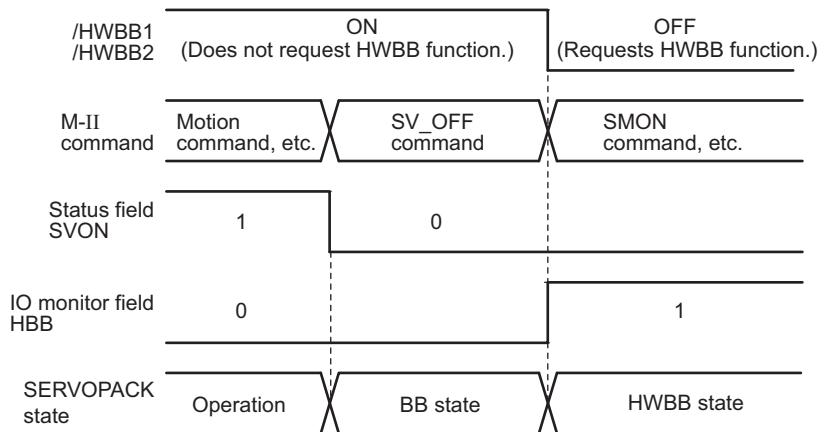 /HWBB1
/HWBB2
ON
(Does not request HWBB function.)
OFF
(Requests HWBB function.)
M-II
command
Motion
command, etc.
SV_OFF
command
SMON
command, etc.
Status field
SVON
1
0
IO monitor field
HBB
0
1
SERVOPACK
state
Operation
BB state
HWBB state